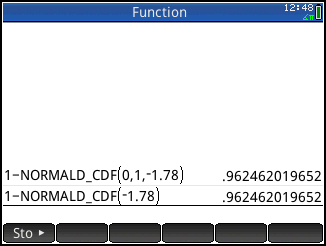 Function
12:48
1−NORMALD_CDF(0,1,-1.78) .962462019652
1−NORMALD_CDF(-1.78) .962462019652
Sto ▶